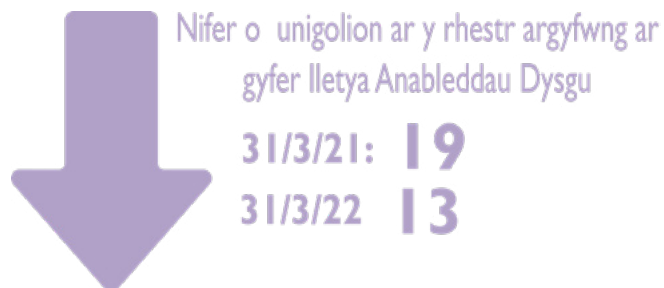 Nifer o unigolion ar y rhestr argyfwng ar
gyfer lletya Anableddau Dysgu
31/3/21: 19
31/3/22 13